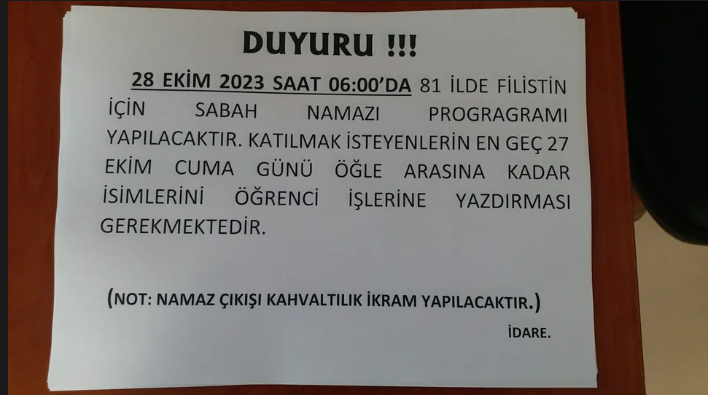 DUYURU !!!
28 EKİM 2023 SAAT 06:00’DA 81 İLDE FİLİSTİN
İÇİN SABAH NAMAZI PROGRAGRAMI
YAPILACAKTIR. KATILMAK İSTEYENLERİN EN GEÇ 27
EKİM CUMA GÜNÜ ÖĞLE ARASINA KADAR
İSİMLERİNİ ÖĞRENCİ İŞLERİNE YAZDIRMASI
GEREKMEKTEDİR.
(NOT: NAMAZ ÇIKIŞI KAHVALTILIK İKRAM YAPILACAKTIR.)
İDARE.